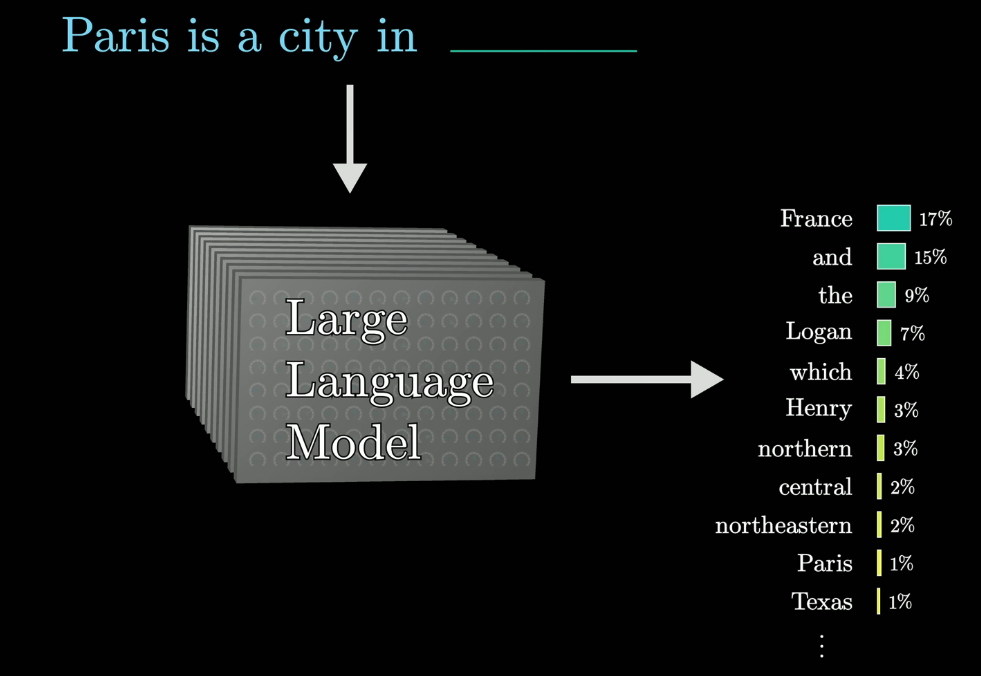 Paris is a city in
Large
Language
Model
France 17%
and 15%
the 9%
Logan 7%
which 4%
Henry 3%
northern 3%
central 2%
northeastern 2%
Paris 1%
Texas 1%
⋮